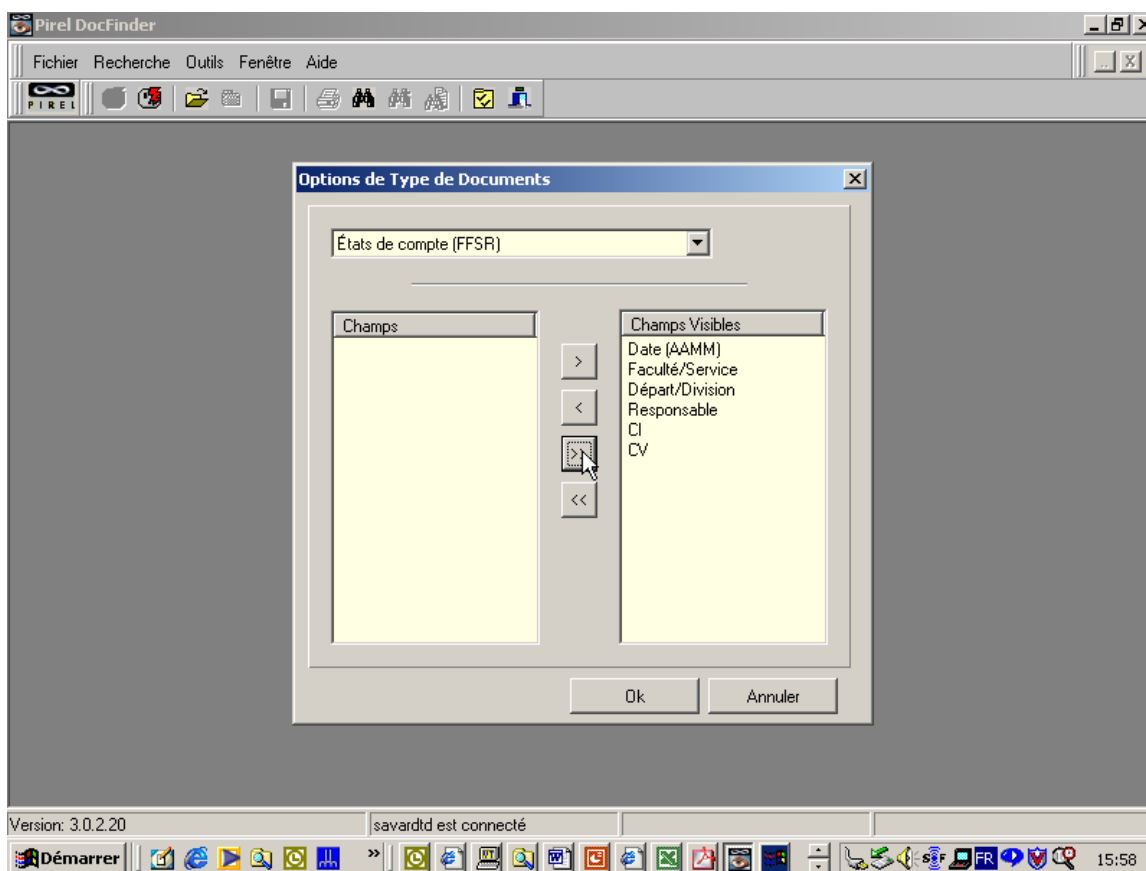 Pirel DocFinder
Fichier Recherche Outils Fenêtre Aide
PIREL
Options de Type de Documents
États de compte (FFSR)
Champs
Champs Visibles
Date (AAMM)
Faculté/Service
Départ/Division
Responsable
CI
CV
>
<
>>
<<
Ok Annuler
Version: 3.0.2.20 savardtd est connecté
Démarrer » FR 15:58